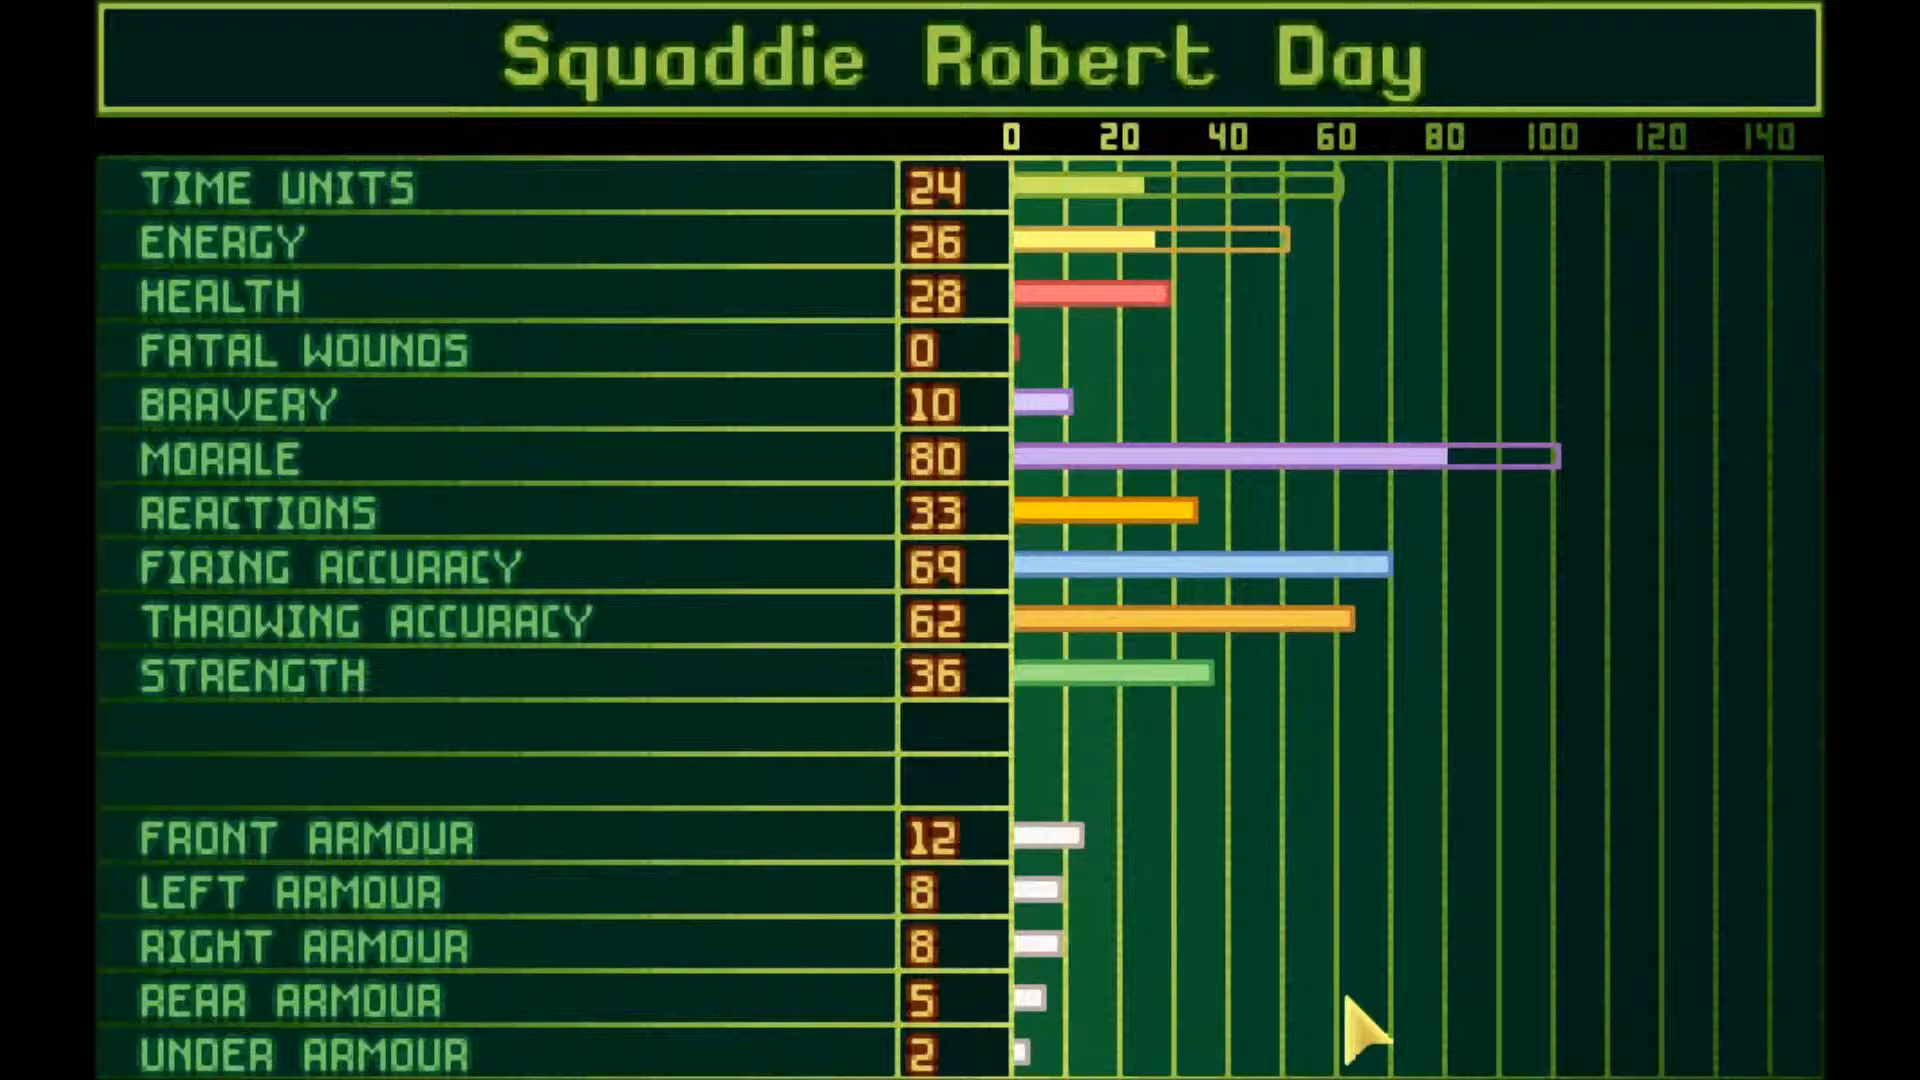 Squaddie Robert Day
0 20 40 60 80 100 120 140
TIME UNITS 24
ENERGY 26
HEALTH 28
FATAL WOUNDS 0
BRAVERY 10
MORALE 80
REACTIONS 33
FIRING ACCURACY 69
THROWING ACCURACY 62
STRENGTH 36
FRONT ARMOUR 12
LEFT ARMOUR 8
RIGHT ARMOUR 8
REAR ARMOUR 5
UNDER ARMOUR 2